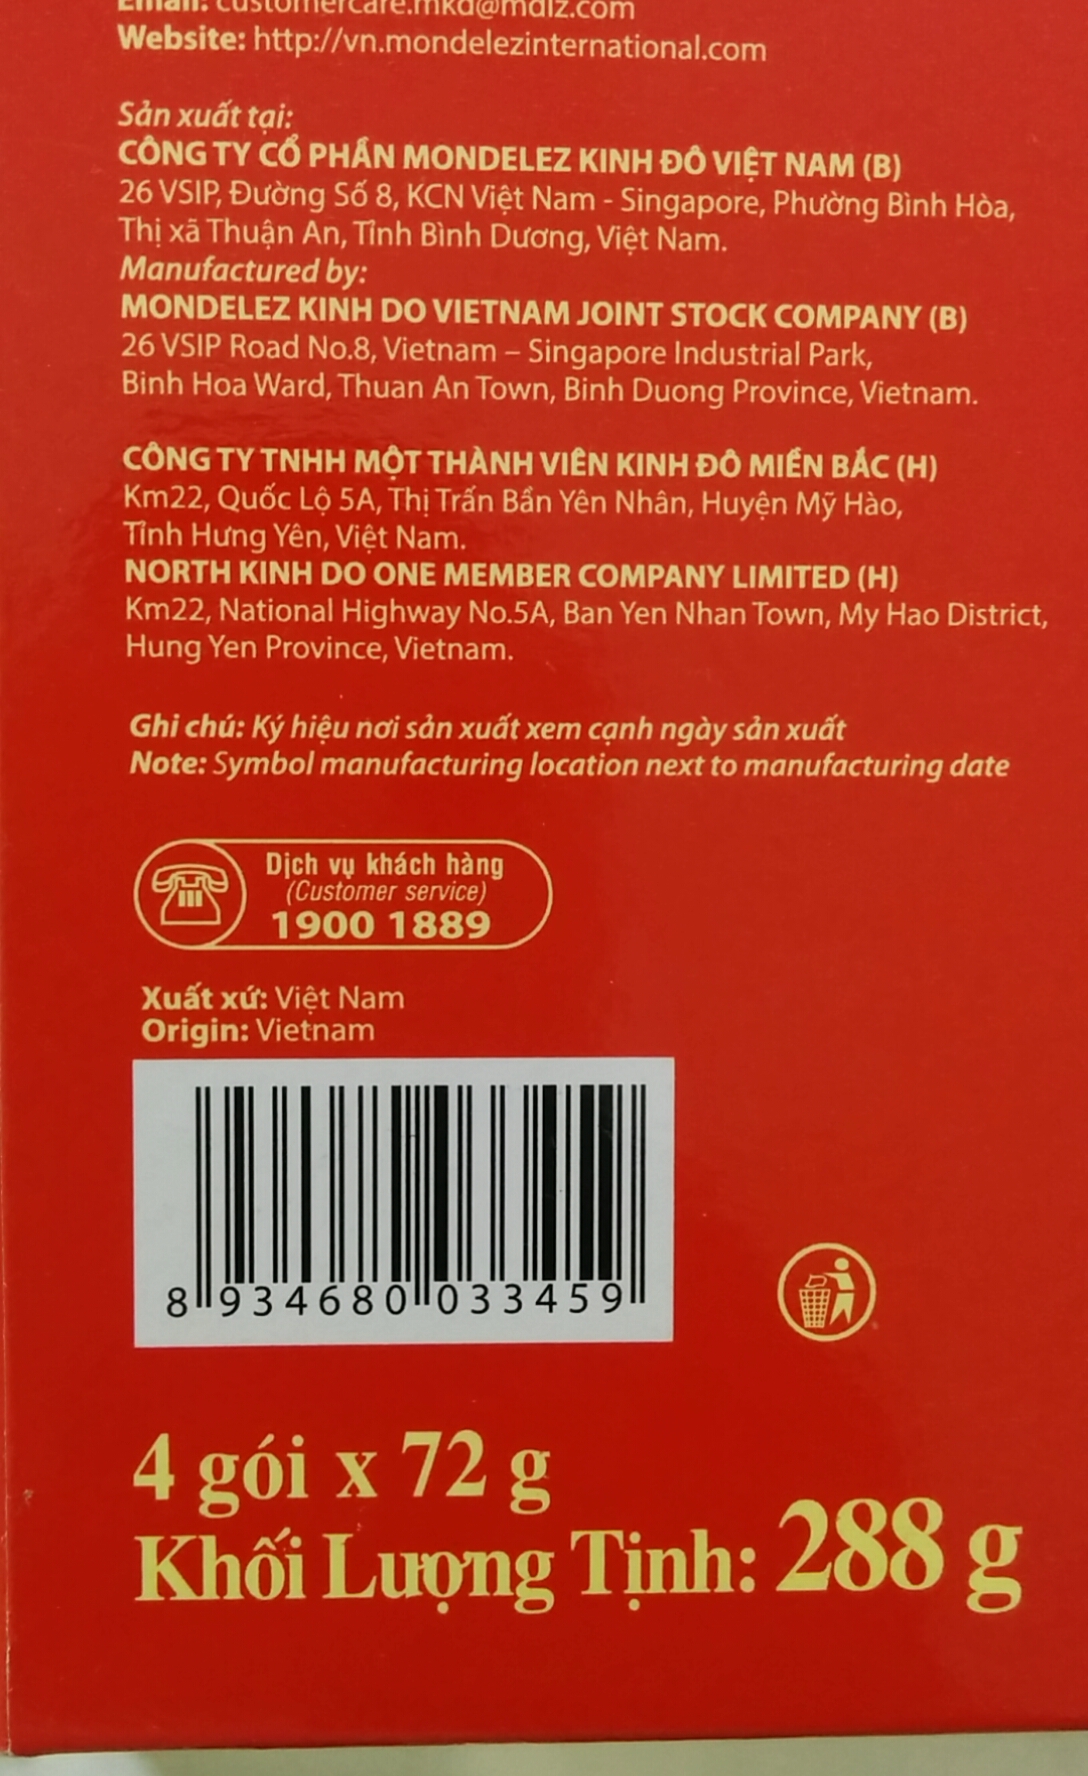 Email: customercare.mkd@mdlz.com
Website: http://vn.mondelezinternational.com
Sản xuất tại:
CÔNG TY CỔ PHẦN MONDELEZ KINH ĐÔ VIỆT NAM (B)
26 VSIP, Đường Số 8, KCN Việt Nam - Singapore, Phường Bình Hòa,
Thị xã Thuận An, Tỉnh Bình Dương, Việt Nam.
Manufactured by:
MONDELEZ KINH DO VIETNAM JOINT STOCK COMPANY (B)
26 VSIP Road No.8, Vietnam – Singapore Industrial Park,
Binh Hoa Ward, Thuan An Town, Binh Duong Province, Vietnam.
CÔNG TY TNHH MỘT THÀNH VIÊN KINH ĐÔ MIỀN BẮC (H)
Km22, Quốc Lộ 5A, Thị Trấn Bần Yên Nhân, Huyện Mỹ Hào,
Tỉnh Hưng Yên, Việt Nam.
NORTH KINH DO ONE MEMBER COMPANY LIMITED (H)
Km22, National Highway No.5A, Ban Yen Nhan Town, My Hao District,
Hung Yen Province, Vietnam.
Ghi chú: Ký hiệu nơi sản xuất xem cạnh ngày sản xuất
Note: Symbol manufacturing location next to manufacturing date
Dịch vụ khách hàng
(Customer service)
1900 1889
Xuất xứ: Việt Nam
Origin: Vietnam
8 934680 033459
4 gói x 72 g
Khối Lượng Tịnh: 288 g